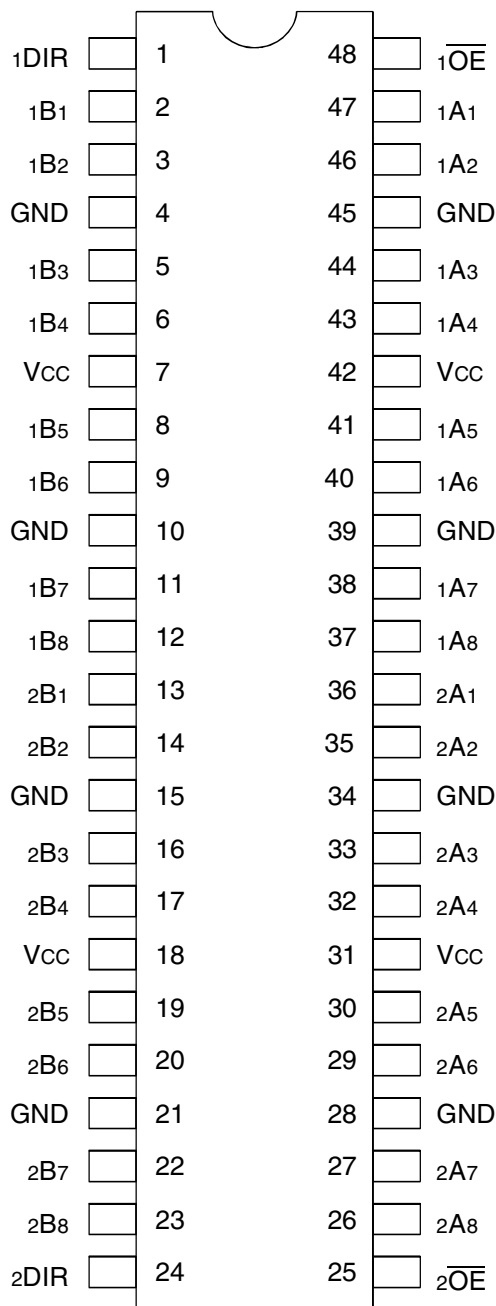 1DIR 1 48 1O̅E̅
1B1 2 47 1A1
1B2 3 46 1A2
GND 4 45 GND
1B3 5 44 1A3
1B4 6 43 1A4
VCC 7 42 VCC
1B5 8 41 1A5
1B6 9 40 1A6
GND 10 39 GND
1B7 11 38 1A7
1B8 12 37 1A8
2B1 13 36 2A1
2B2 14 35 2A2
GND 15 34 GND
2B3 16 33 2A3
2B4 17 32 2A4
VCC 18 31 VCC
2B5 19 30 2A5
2B6 20 29 2A6
GND 21 28 GND
2B7 22 27 2A7
2B8 23 26 2A8
2DIR 24 25 2O̅E̅